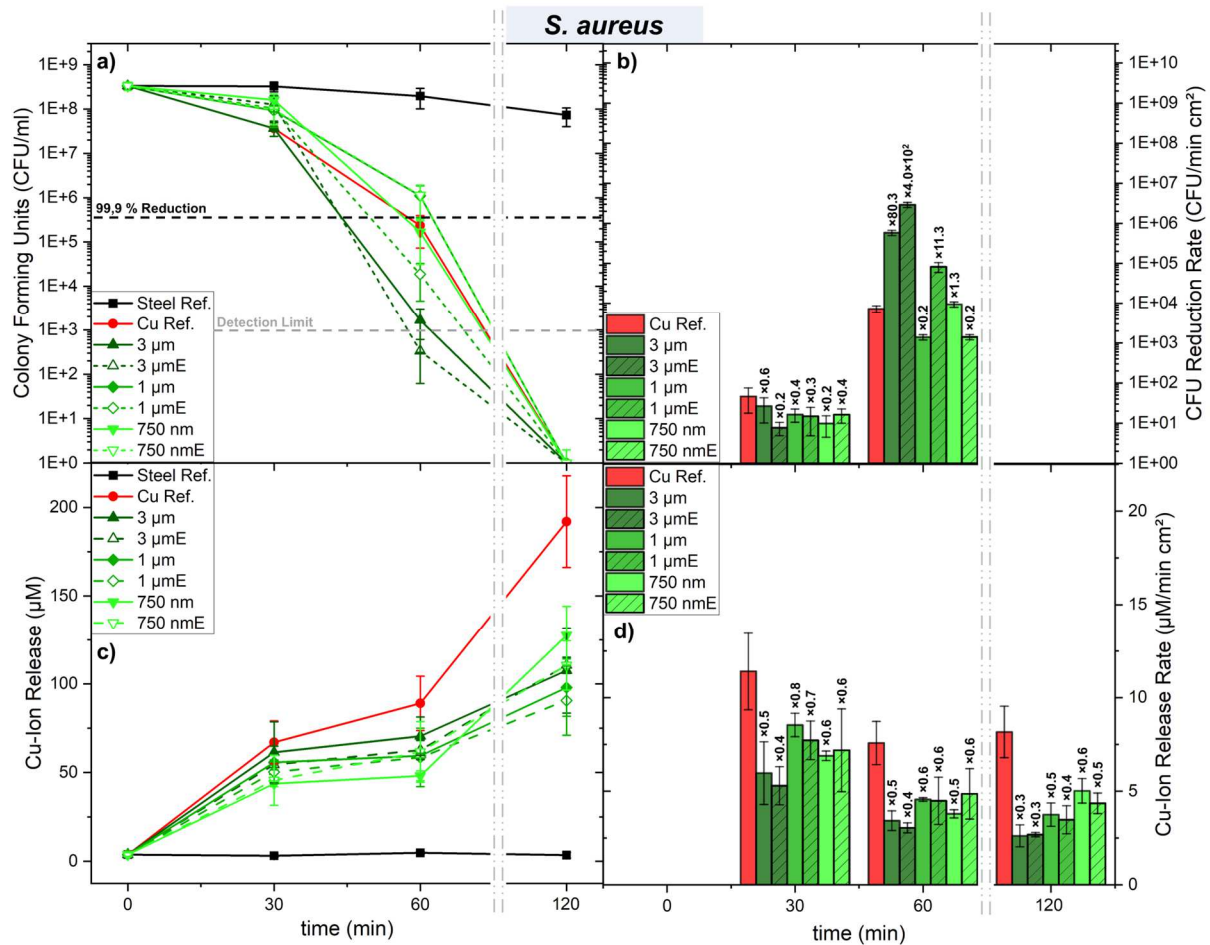 S. aureus
a)
1E+9
1E+8
1E+7
1E+6
1E+5
1E+4
1E+3
1E+2
1E+1
1E+0
Colony Forming Units (CFU/ml)
99,9 % Reduction
Detection Limit
Steel Ref.
Cu Ref.
3 µm
3 µmE
1 µm
1 µmE
750 nm
750 nmE
b)
1E+10
1E+9
1E+8
1E+7
1E+6
1E+5
1E+4
1E+3
1E+02
1E+01
1E+00
CFU Reduction Rate (CFU/min cm²)
Cu Ref.
3 µm
3 µmE
1 µm
1 µmE
750 nm
750 nmE
×0.6
×0.2
×0.4
×0.3
×0.2
×0.4
×80.3
×4.0×10²
×0.2
×11.3
×1.3
×0.2
c)
200
150
100
50
0
Cu-Ion Release (µM)
Steel Ref.
Cu Ref.
3 µm
3 µmE
1 µm
1 µmE
750 nm
750 nmE
0
30
60
120
time (min)
d)
20
15
10
5
0
Cu-Ion Release Rate (µM/min cm²)
Cu Ref.
3 µm
3 µmE
1 µm
1 µmE
750 nm
750 nmE
×0.5
×0.4
×0.8
×0.7
×0.6
×0.6
×0.5
×0.4
×0.6
×0.6
×0.5
×0.6
×0.3
×0.3
×0.5
×0.4
×0.6
×0.5
0
30
60
120
time (min)